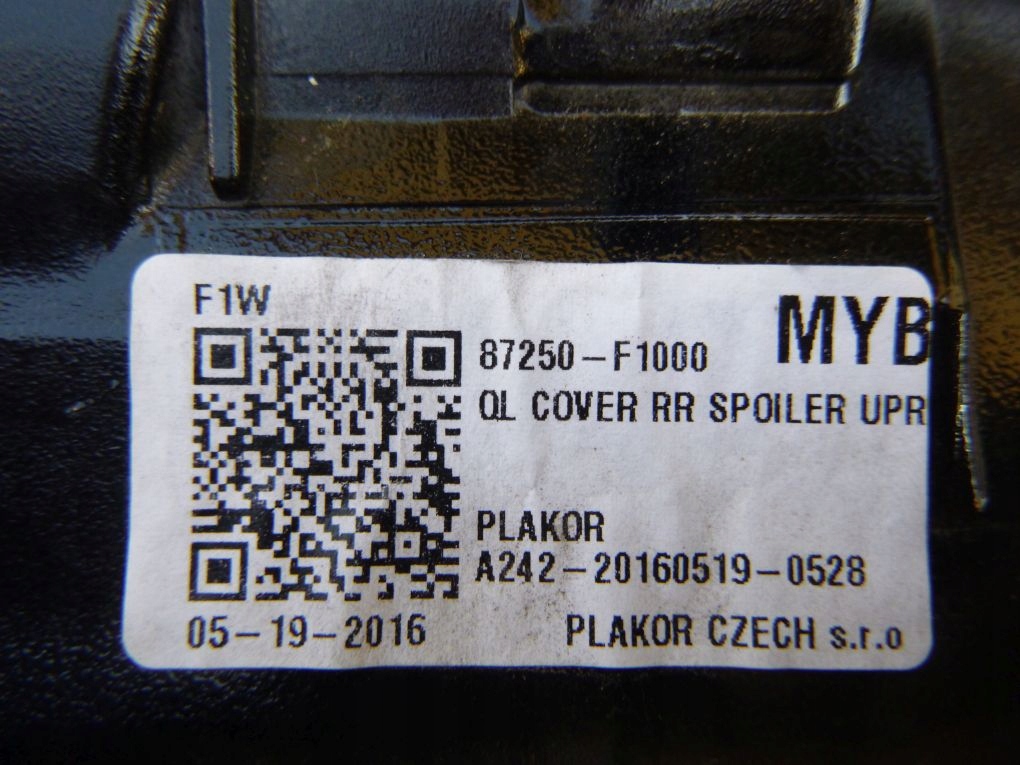 F1W
MYB
87250-F1000
QL COVER RR SPOILER UPR
PLAKOR
A242-20160519-0528
05-19-2016
PLAKOR CZECH s.r.o